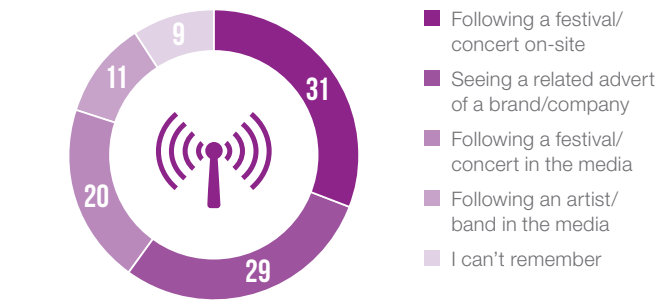 9
11
31
20
29
Following a festival/
concert on-site
Seeing a related advert
of a brand/company
Following a festival/
concert in the media
Following an artist/
band in the media
I can't remember